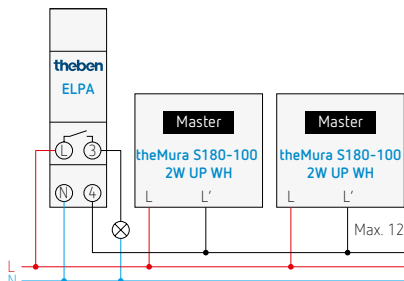 theben
ELPA
L 3
N 4
Master
theMura S180-100
2W UP WH
L L'
Master
theMura S180-100
2W UP WH
L L'
Max. 12
L
N